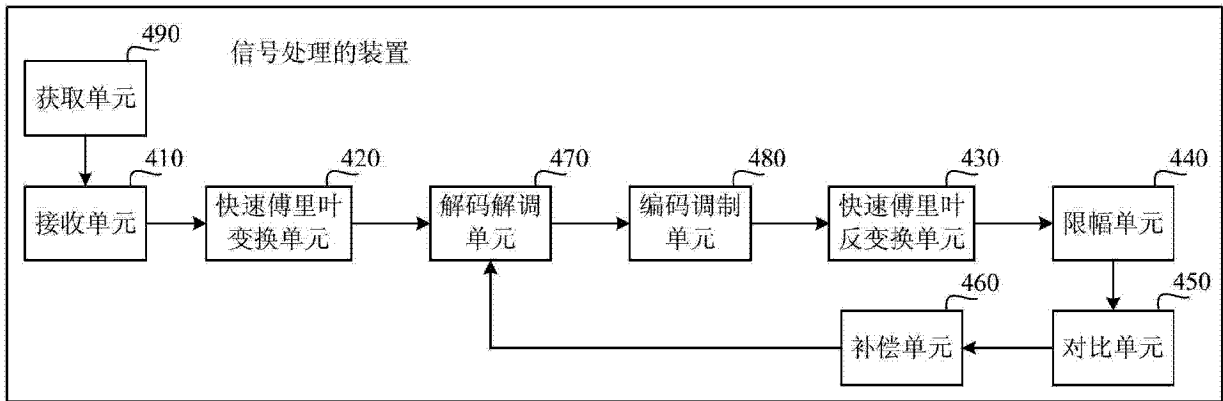 490
信号处理的装置
获取单元
410
420
470
480
430
440
接收单元
快速傅里叶
变换单元
解码解调
单元
编码调制
单元
快速傅里叶
反变换单元
限幅单元
460
450
补偿单元
对比单元